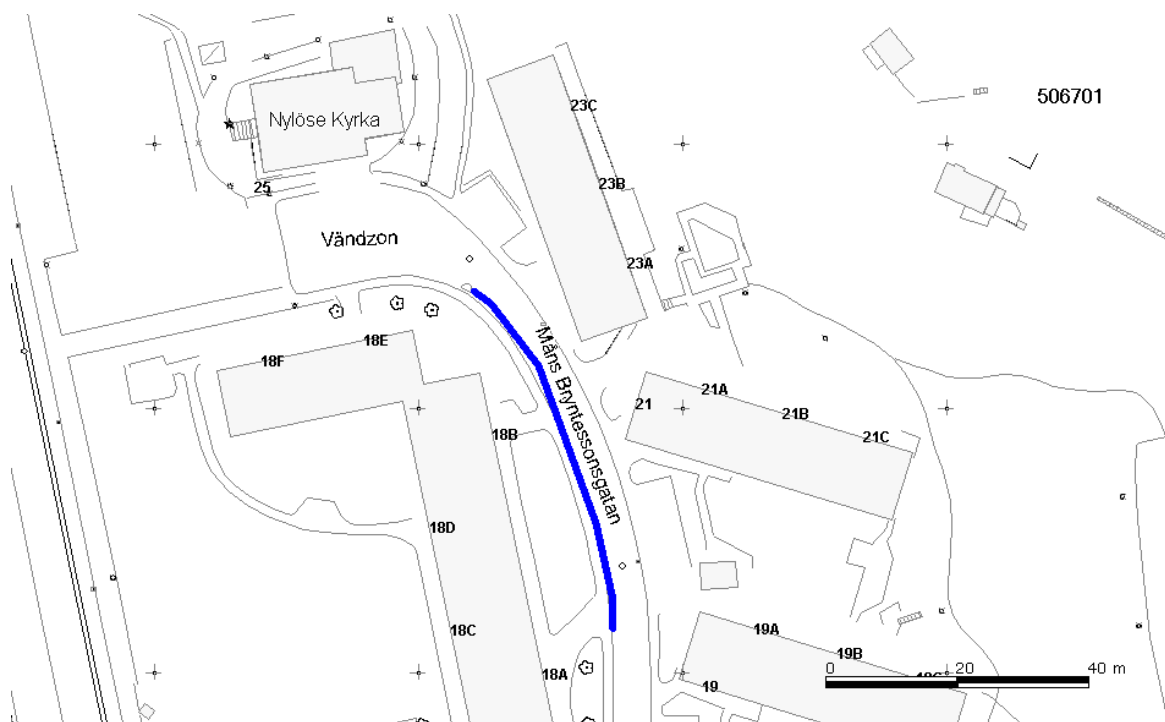 506701
23C
Nylöse Kyrka
23B
25
Vändzon
23A
Måns Bryntessonsgatan
18E
18F
21A
21
21B
18B
21C
18D
19A
18C
19B
0 20 40 m
18A
19